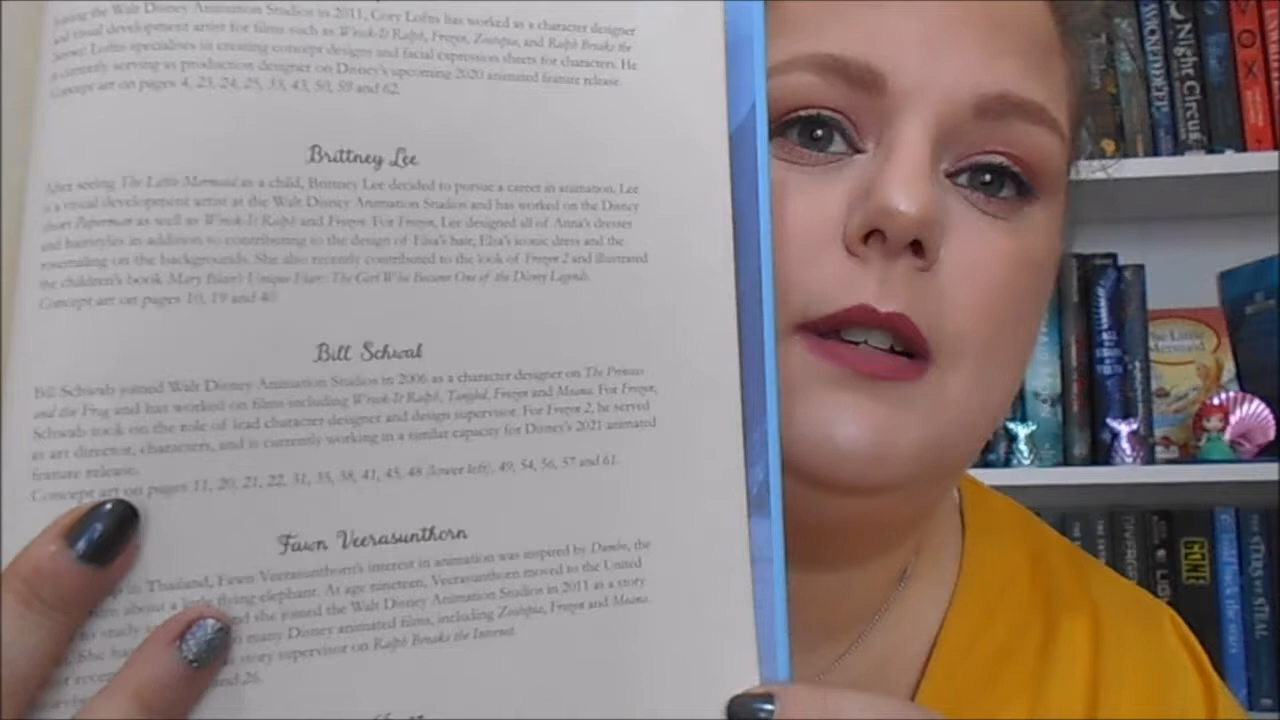 Joining the Walt Disney Animation Studios in 2011, Cory Loftis has worked as a character designer
and visual development artist for films such as Wreck-It Ralph, Frozen, Zootopia, and Ralph Breaks the
Internet. Loftis specialises in creating concept designs and facial expression sheets for characters. He
is currently serving as production designer on Disney's upcoming 2020 animated feature release.
Concept art on pages 4, 23, 24, 25, 33, 43, 50, 59 and 62.
Brittney Lee
After seeing The Little Mermaid as a child, Brittney Lee decided to pursue a career in animation. Lee
is a visual development artist at the Walt Disney Animation Studios and has worked on the Disney
short Paperman as well as Wreck-It Ralph and Frozen. For Frozen, Lee designed all of Anna's dresses
and hairstyles in addition to contributing to the design of Elsa's hair, Elsa's iconic dress and the
rosemaling on the backgrounds. She also recently contributed to the look of Frozen 2 and illustrated
the children's book Mary Blair's Unique Flair: The Girl Who Became One of the Disney Legends.
Concept art on pages 10, 19 and 40
Bill Schwab
Bill Schwab joined Walt Disney Animation Studios in 2006 as a character designer on The Princess
and the Frog and has worked on films including Wreck-It Ralph, Tangled, Frozen and Moana. For Frozen,
Schwab took on the role of lead character designer and design supervisor. For Frozen 2, he served
as art director, characters, and is currently working in a similar capacity for Disney's 2021 animated
feature release.
Concept art on pages 11, 20, 21, 22, 31, 35, 38, 41, 45, 48 (lower left), 49, 54, 56, 57 and 61.
Fawn Veerasunthorn
in Thailand, Fawn Veerasunthorn's interest in animation was inspired by Dumbo, the
about a little flying elephant. At age nineteen, Veerasunthorn moved to the United
to study and she joined the Walt Disney Animation Studios in 2011 as a story
She has many Disney animated films, including Zootopia, Frozen and Moana.
story supervisor on Ralph Breaks the Internet.
and 26.
Night Circus
VOX
GONE